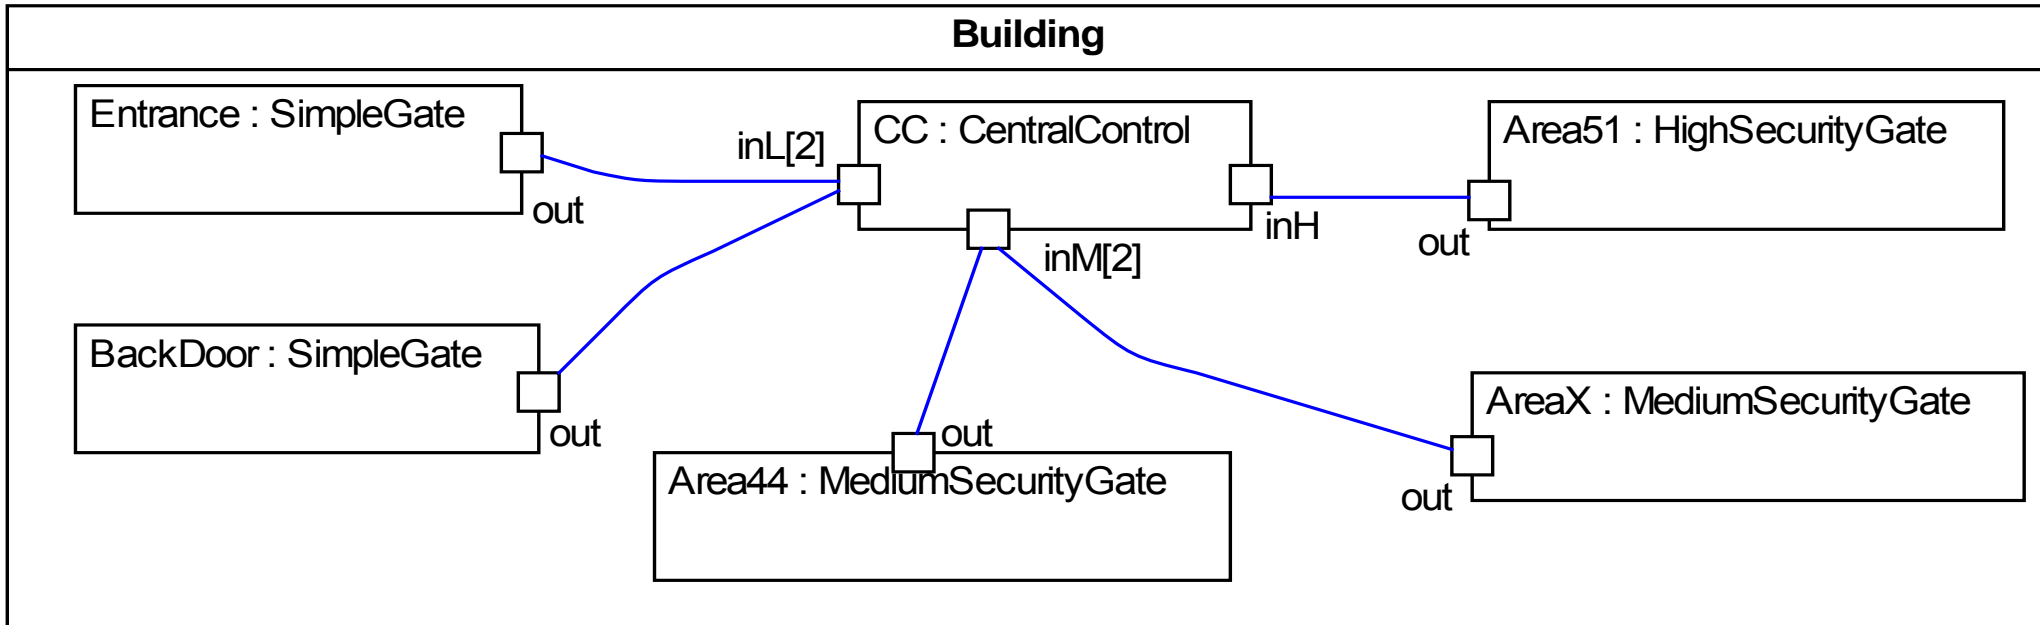 Building
Entrance : SimpleGate
out
inL[2]
CC : CentralControl
inH
inM[2]
Area51 : HighSecurityGate
out
BackDoor : SimpleGate
out
out
Area44 : MediumSecurityGate
AreaX : MediumSecurityGate
out